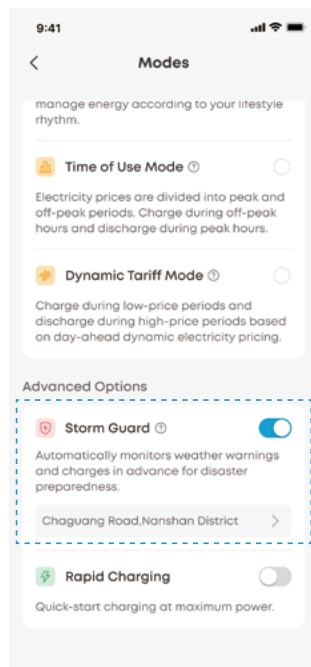 9:41
Modes
manage energy according to your lifestyle
rhythm.
Time of Use Mode
Electricity prices are divided into peak and
off-peak periods. Charge during off-peak
hours and discharge during peak hours.
Dynamic Tariff Mode
Charge during low-price periods and
discharge during high-price periods based
on day-ahead dynamic electricity pricing.
Advanced Options
Storm Guard
Automatically monitors weather warnings
and charges in advance for disaster
preparedness.
Chaguang Road,Nanshan District
Rapid Charging
Quick-start charging at maximum power.